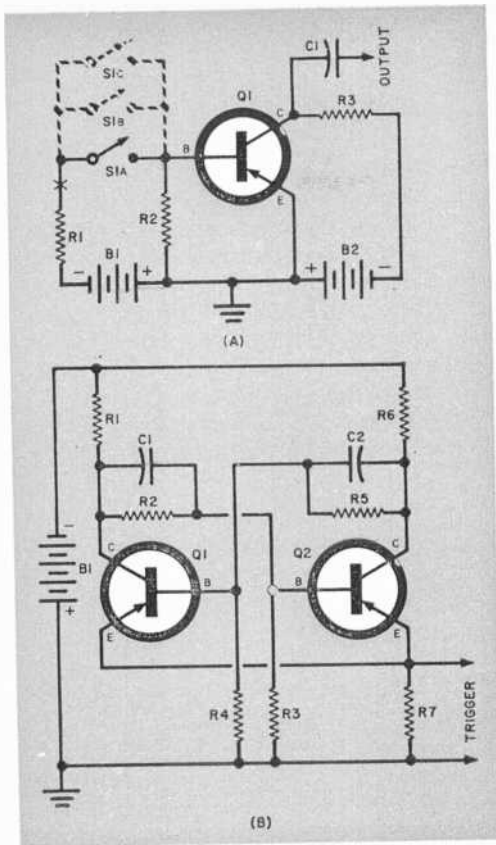 S1C
C1
OUTPUT
Q1
C
R3
S1B
B
S1A
E
R1
R2
- B1 +
+ B2 -
(A)
R1
R6
C1
C2
R2
R5
-
B1
+
C
Q1
B
E
Q2
C
B
E
R4
R3
R7
TRIGGER
(B)